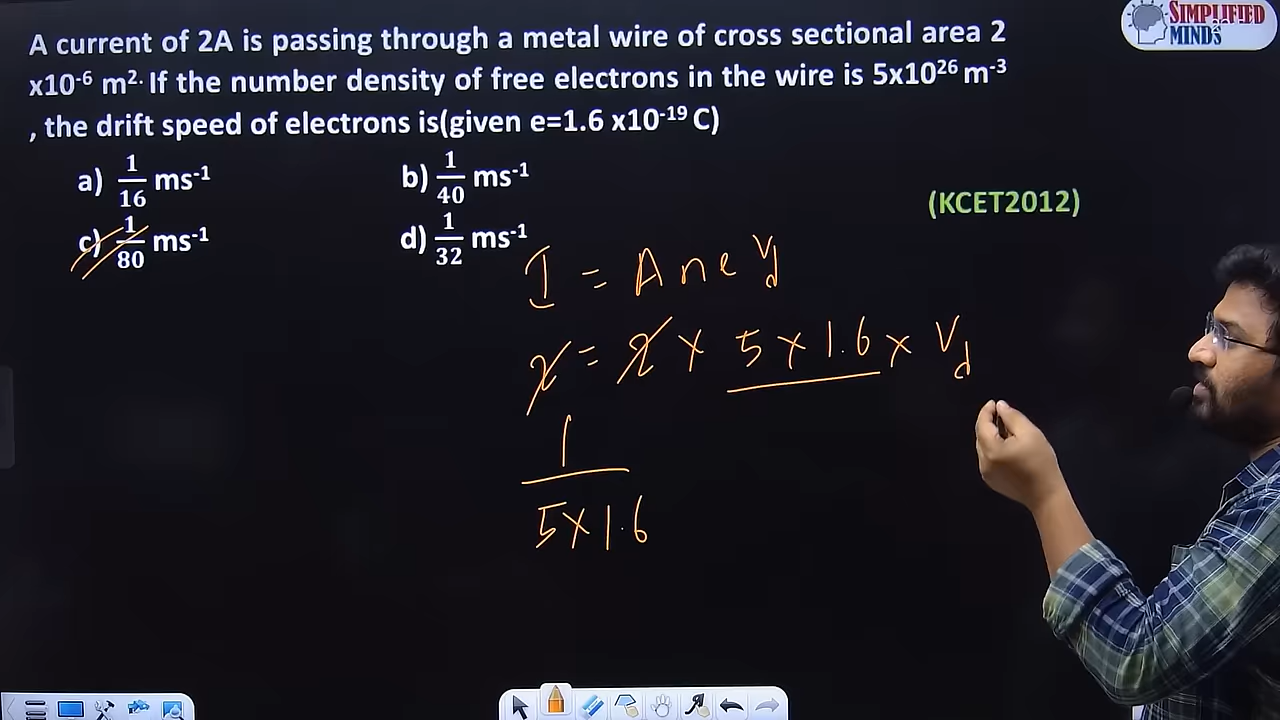 SIMPLIFIED
MINDS
A current of 2A is passing through a metal wire of cross sectional area 2
x10⁻⁶ m²· If the number density of free electrons in the wire is 5x10²⁶ m⁻³
, the drift speed of electrons is(given e=1.6 x10⁻¹⁹ C)
a) 1/16 ms⁻¹ b) 1/40 ms⁻¹
(KCET2012)
c) 1/80 ms⁻¹ d) 1/32 ms⁻¹
I = A n e v_d
2 = 2 x 5 x 1.6 x v_d
1
5x1.6